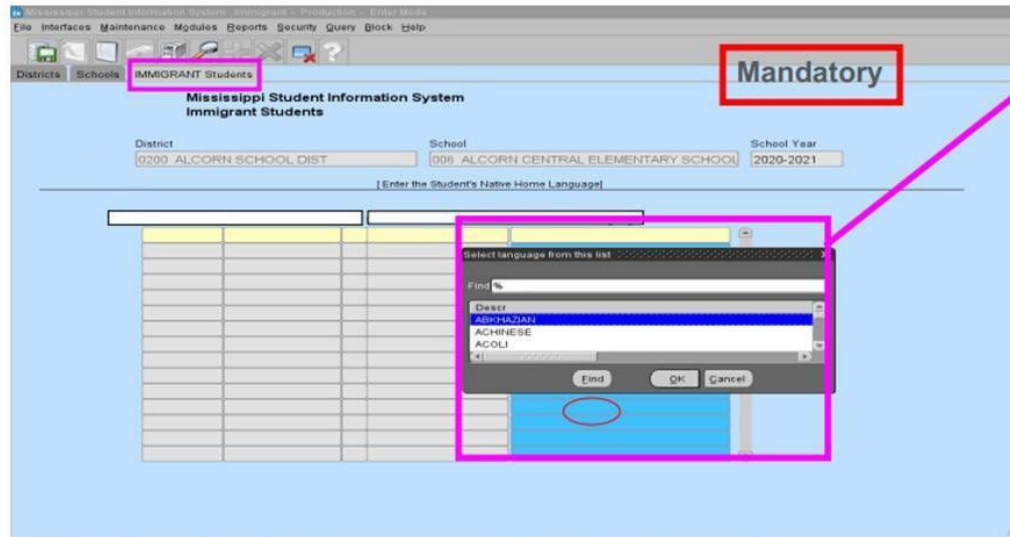 Mississippi Student Information System: Immigrant - Production - Enter Mode
File Interfaces Maintenance Modules Reports Security Query Block Help
Districts Schools IMMIGRANT Students
Mandatory
Mississippi Student Information System
Immigrant Students
District School School Year
0200 ALCORN SCHOOL DIST 006 ALCORN CENTRAL ELEMENTARY SCHOOL 2020-2021
[Enter the Student's Native Home Language]
Select language from this list
Find %
Descr
ABKHAZIAN
ACHINESE
ACOLI
Find OK Cancel